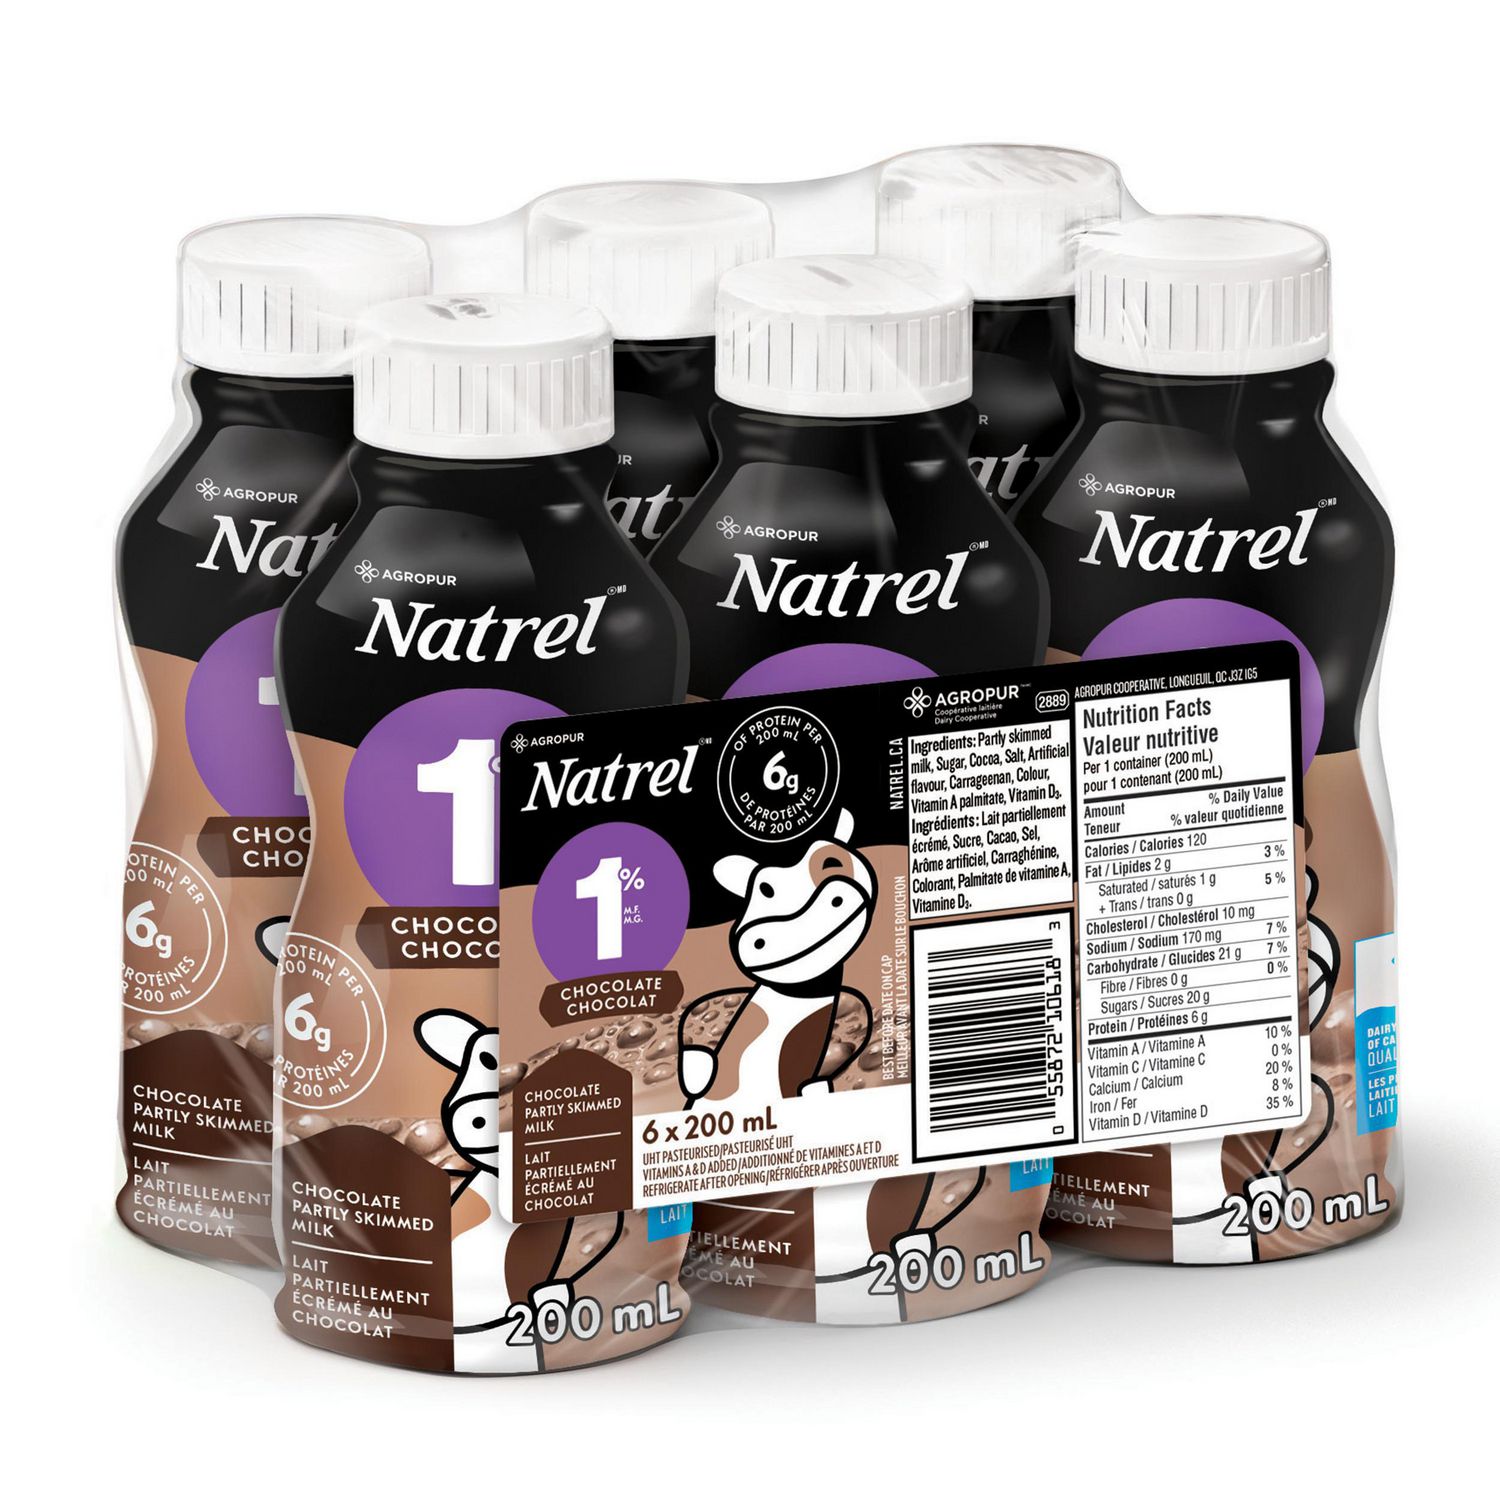 AGROPUR
Natrel
AGROPUR
Natrel ®MD
1
CHOCO
CHOCO
6g
200 mL
CHOCOLATE
PARTLY SKIMMED
MILK
LAIT
PARTIELLEMENT
ÉCRÉMÉ AU
CHOCOLAT
CHOCOLATE
PARTLY SKIMMED
MILK
LAIT
PARTIELLEMENT
ÉCRÉMÉ AU
CHOCOLAT
200 mL
AGROPUR
Natrel ®MD
200 mL
AGROPUR
Natrel ®MD
200 mL
AGROPUR
Natrel
6g
OF PROTEIN PER
200 mL
DE PROTÉINES
PAR 200 mL
1%
M.F.
M.G.
CHOCOLATE
CHOCOLAT
CHOCOLATE
PARTLY SKIMMED
MILK
LAIT
PARTIELLEMENT
ÉCRÉMÉ AU
CHOCOLAT
6 x 200 mL
UHT PASTEURISED/PASTEURISÉ UHT
VITAMINS A & D ADDED/ADDITIONNÉ DE VITAMINES A ET D
REFRIGERATE AFTER OPENING/RÉFRIGÉRER APRÈS OUVERTURE
NATREL.CA
BEST BEFORE DATE ON CAP
MEILLEUR AVANT LA DATE SUR LE BOUCHON
AGROPUR
Coopérative laitière
Dairy Cooperative
2889
AGROPUR COOPERATIVE, LONGUEUIL, QC J3Z 1G5
Ingredients: Partly skimmed
milk, Sugar, Cocoa, Salt, Artificial
flavour, Carrageenan, Colour,
Vitamin A palmitate, Vitamin D₃.
Ingrédients: Lait partiellement
écrémé, Sucre, Cacao, Sel,
Arôme artificiel, Carraghénine,
Colorant, Palmitate de vitamine A,
Vitamine D₃.
0 55872 10618 3
Nutrition Facts
Valeur nutritive
Per 1 container (200 mL)
pour 1 contenant (200 mL)
Amount % Daily Value
Teneur % valeur quotidienne
Calories / Calories 120
Fat / Lipides 2 g 3 %
Saturated / saturés 1 g 5 %
+ Trans / trans 0 g
Cholesterol / Cholestérol 10 mg
Sodium / Sodium 170 mg 7 %
Carbohydrate / Glucides 21 g 7 %
Fibre / Fibres 0 g 0 %
Sugars / Sucres 20 g
Protein / Protéines 6 g
Vitamin A / Vitamine A 10 %
Vitamin C / Vitamine C 0 %
Calcium / Calcium 20 %
Iron / Fer 8 %
Vitamin D / Vitamine D 35 %